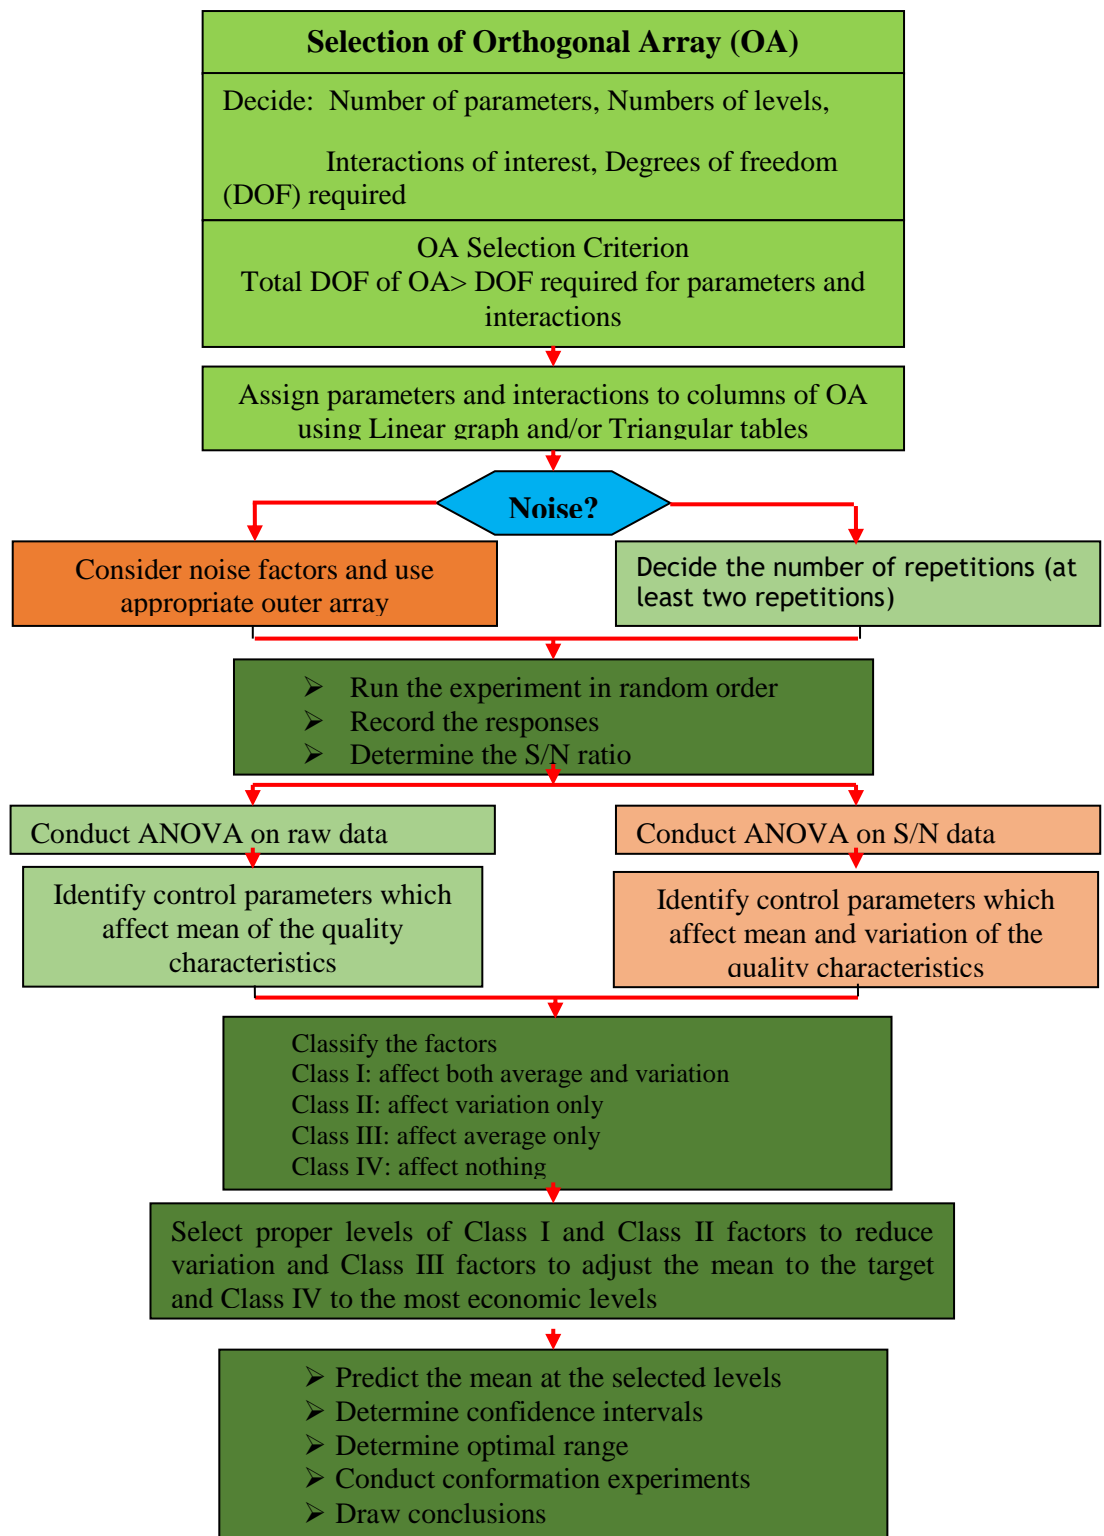 Selection of Orthogonal Array (OA)
Decide: Number of parameters, Numbers of levels,
Interactions of interest, Degrees of freedom
(DOF) required
OA Selection Criterion
Total DOF of OA> DOF required for parameters and
interactions
Assign parameters and interactions to columns of OA
using Linear graph and/or Triangular tables
Noise?
Consider noise factors and use
appropriate outer array
Decide the number of repetitions (at
least two repetitions)
➢ Run the experiment in random order
➢ Record the responses
➢ Determine the S/N ratio
Conduct ANOVA on raw data
Conduct ANOVA on S/N data
Identify control parameters which
affect mean of the quality
characteristics
Identify control parameters which
affect mean and variation of the
quality characteristics
Classify the factors
Class I: affect both average and variation
Class II: affect variation only
Class III: affect average only
Class IV: affect nothing
Select proper levels of Class I and Class II factors to reduce
variation and Class III factors to adjust the mean to the target
and Class IV to the most economic levels
➢ Predict the mean at the selected levels
➢ Determine confidence intervals
➢ Determine optimal range
➢ Conduct conformation experiments
➢ Draw conclusions